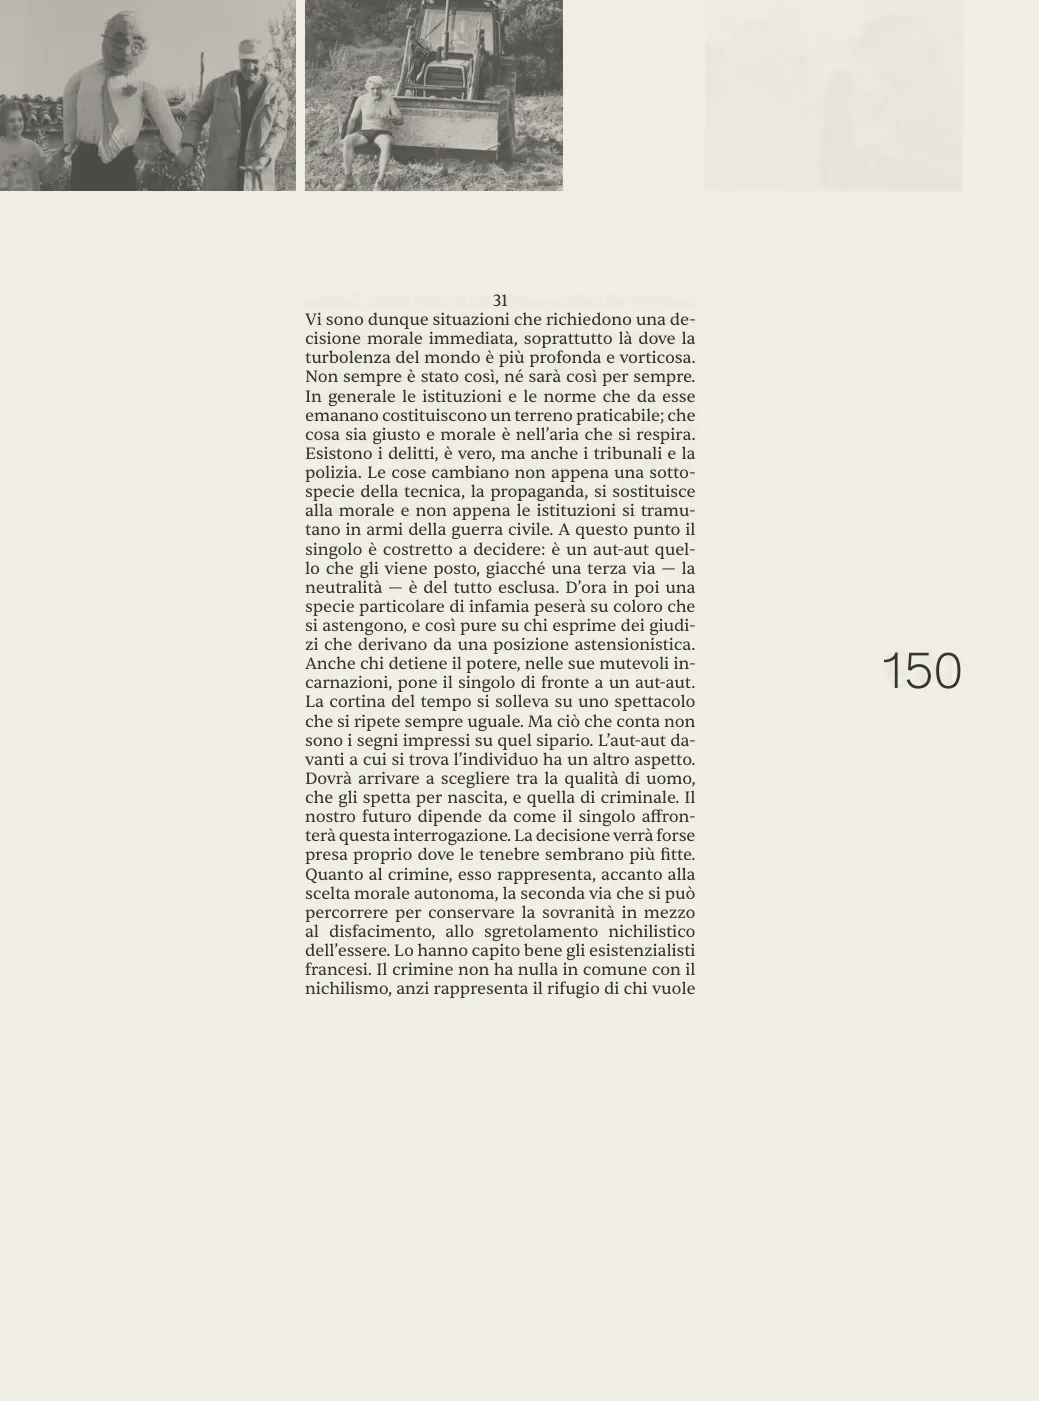 31
Vi sono dunque situazioni che richiedono una de-
cisione morale immediata, soprattutto là dove la
turbolenza del mondo è più profonda e vorticosa.
Non sempre è stato così, né sarà così per sempre.
In generale le istituzioni e le norme che da esse
emanano costituiscono un terreno praticabile; che
cosa sia giusto e morale è nell’aria che si respira.
Esistono i delitti, è vero, ma anche i tribunali e la
polizia. Le cose cambiano non appena una sotto-
specie della tecnica, la propaganda, si sostituisce
alla morale e non appena le istituzioni si tramu-
tano in armi della guerra civile. A questo punto il
singolo è costretto a decidere: è un aut-aut quel-
lo che gli viene posto, giacché una terza via — la
neutralità — è del tutto esclusa. D’ora in poi una
specie particolare di infamia peserà su coloro che
si astengono, e così pure su chi esprime dei giudi-
zi che derivano da una posizione astensionistica.
Anche chi detiene il potere, nelle sue mutevoli in-
carnazioni, pone il singolo di fronte a un aut-aut.
La cortina del tempo si solleva su uno spettacolo
che si ripete sempre uguale. Ma ciò che conta non
sono i segni impressi su quel sipario. L’aut-aut da-
vanti a cui si trova l’individuo ha un altro aspetto.
Dovrà arrivare a scegliere tra la qualità di uomo,
che gli spetta per nascita, e quella di criminale. Il
nostro futuro dipende da come il singolo affron-
terà questa interrogazione. La decisione verrà forse
presa proprio dove le tenebre sembrano più fitte.
Quanto al crimine, esso rappresenta, accanto alla
scelta morale autonoma, la seconda via che si può
percorrere per conservare la sovranità in mezzo
al disfacimento, allo sgretolamento nichilistico
dell’essere. Lo hanno capito bene gli esistenzialisti
francesi. Il crimine non ha nulla in comune con il
nichilismo, anzi rappresenta il rifugio di chi vuole
150